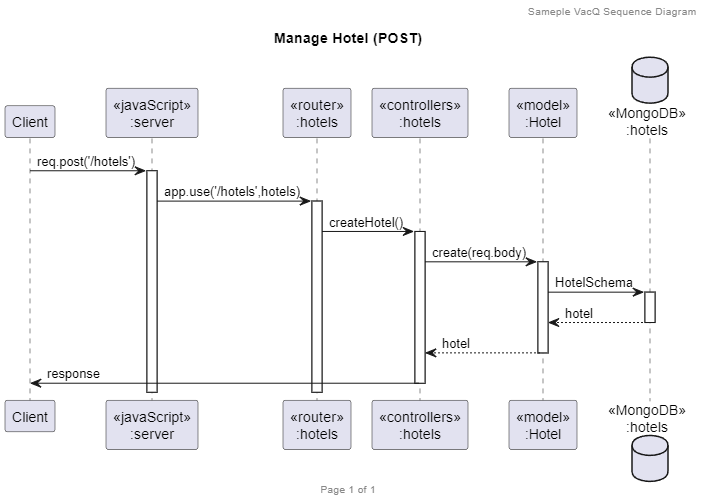 Sameple VacQ Sequence Diagram
Manage Hotel (POST)
«MongoDB»
:hotels
Client
«javaScript»
:server
«router»
:hotels
«controllers»
:hotels
«model»
:Hotel
req.post('/hotels')
app.use('/hotels',hotels)
createHotel()
create(req.body)
HotelSchema
hotel
hotel
response
Client
«javaScript»
:server
«router»
:hotels
«controllers»
:hotels
«model»
:Hotel
«MongoDB»
:hotels
Page 1 of 1